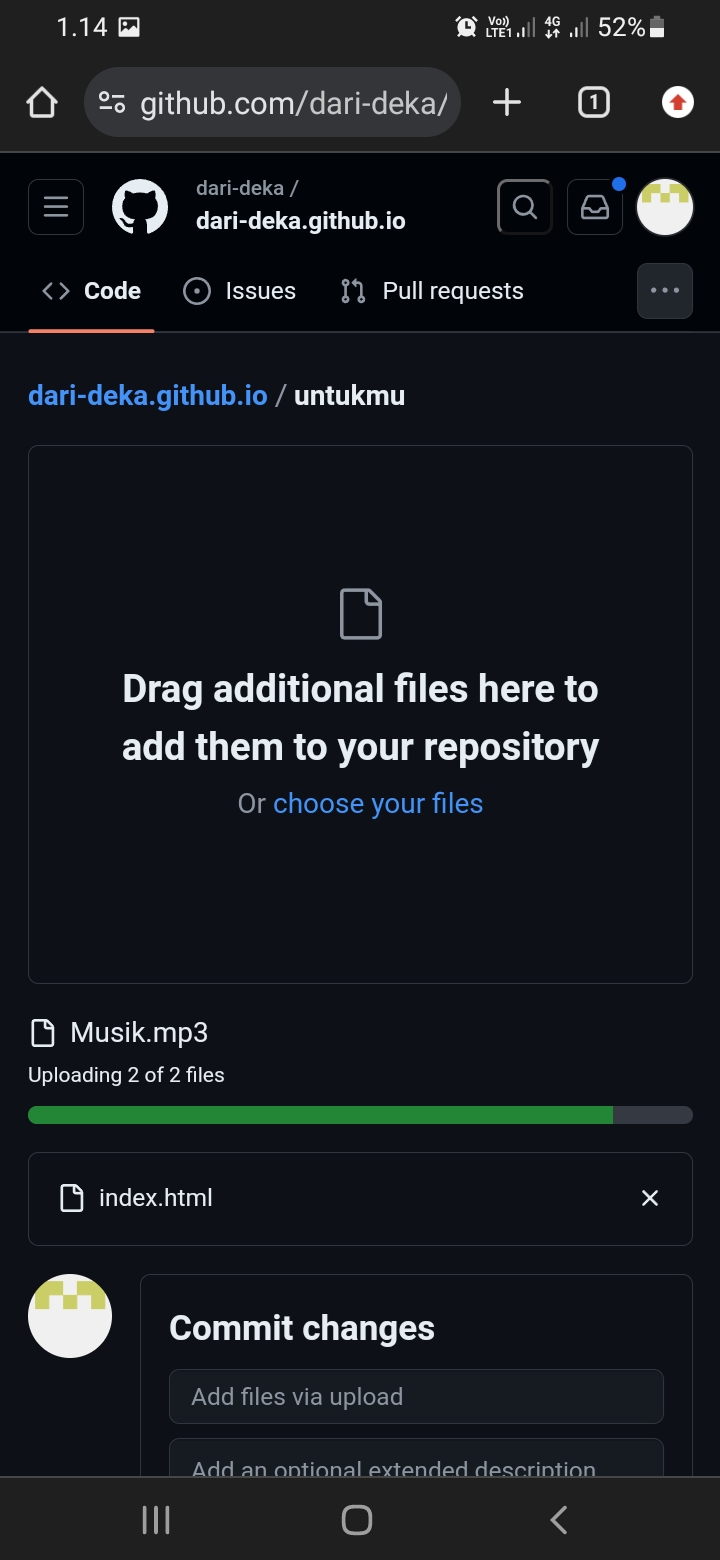 1.14
Vo)) LTE1 4G 52%
github.com/dari-deka/
1
dari-deka /
dari-deka.github.io
Code Issues Pull requests
dari-deka.github.io / untukmu
Drag additional files here to
add them to your repository
Or choose your files
Musik.mp3
Uploading 2 of 2 files
index.html
Commit changes
Add files via upload
Add an optional extended description